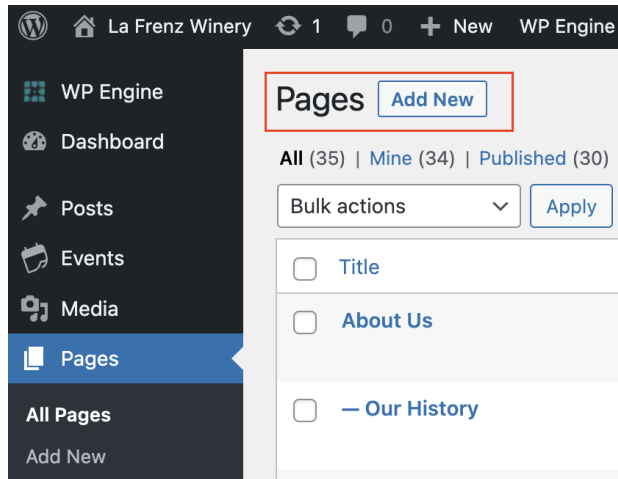 La Frenz Winery 1 0 + New WP Engine
WP Engine
Dashboard
Posts
Events
Media
Pages
All Pages
Add New
Pages Add New
All (35) | Mine (34) | Published (30)
Bulk actions Apply
Title
About Us
— Our History